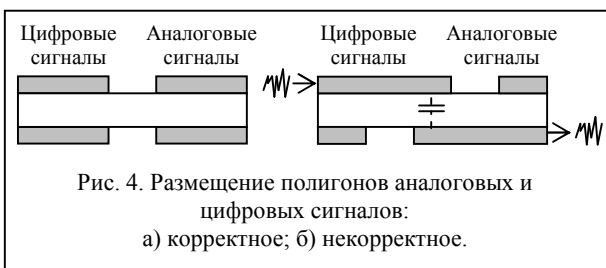 Цифровые Аналоговые Цифровые Аналоговые
сигналы сигналы сигналы сигналы
Рис. 4. Размещение полигонов аналоговых и
цифровых сигналов:
а) корректное; б) некорректное.